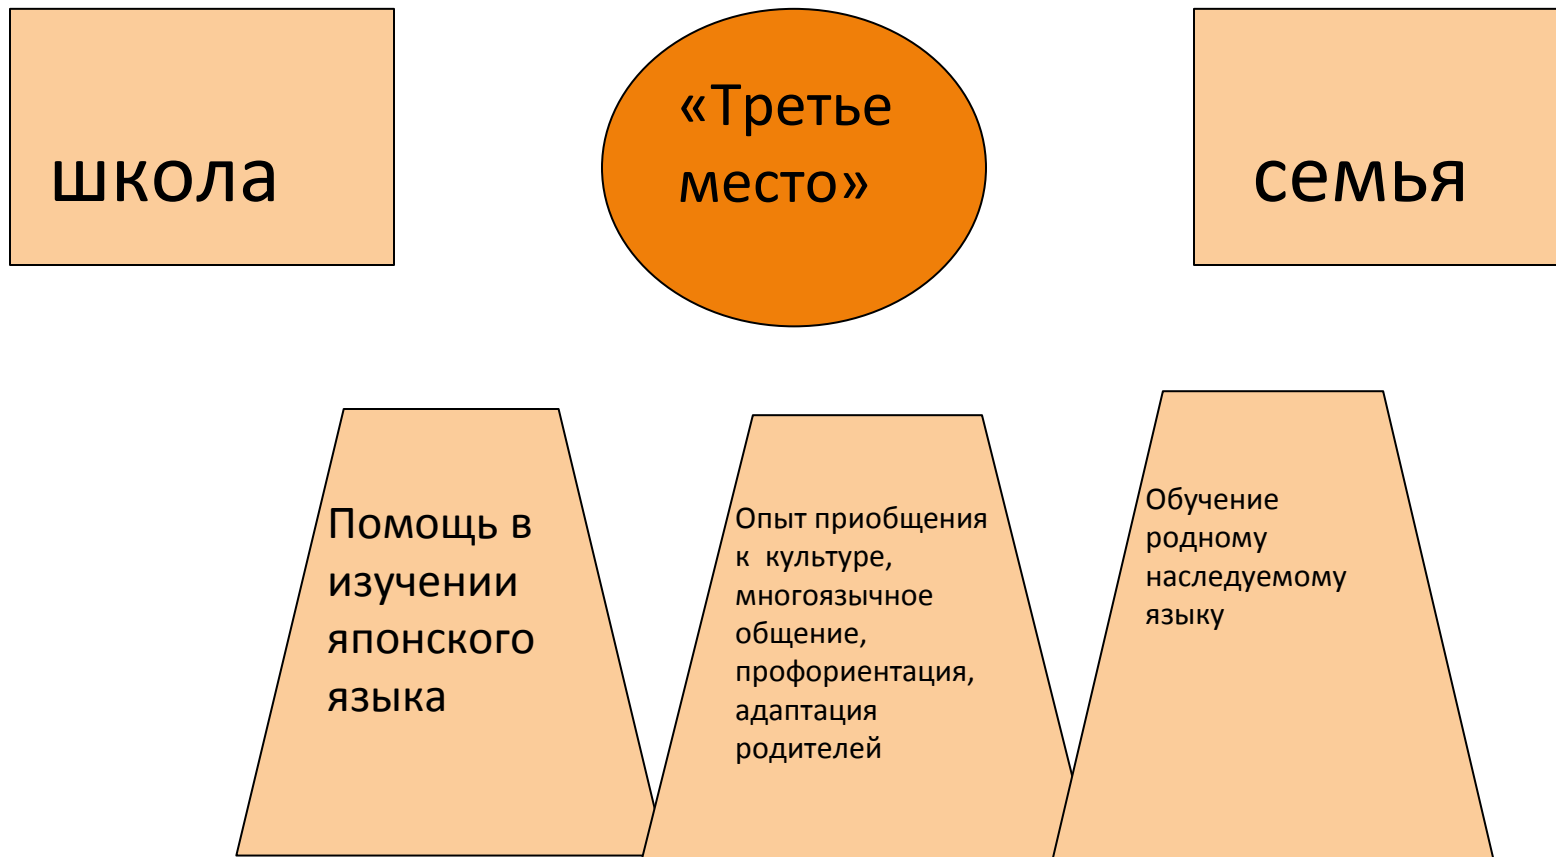 школа
«Третье
место»
семья
Помощь в
изучении
японского
языка
Опыт приобщения
к культуре,
многоязычное
общение,
профориентация,
адаптация
родителей
Обучение
родному
наследуемому
языку